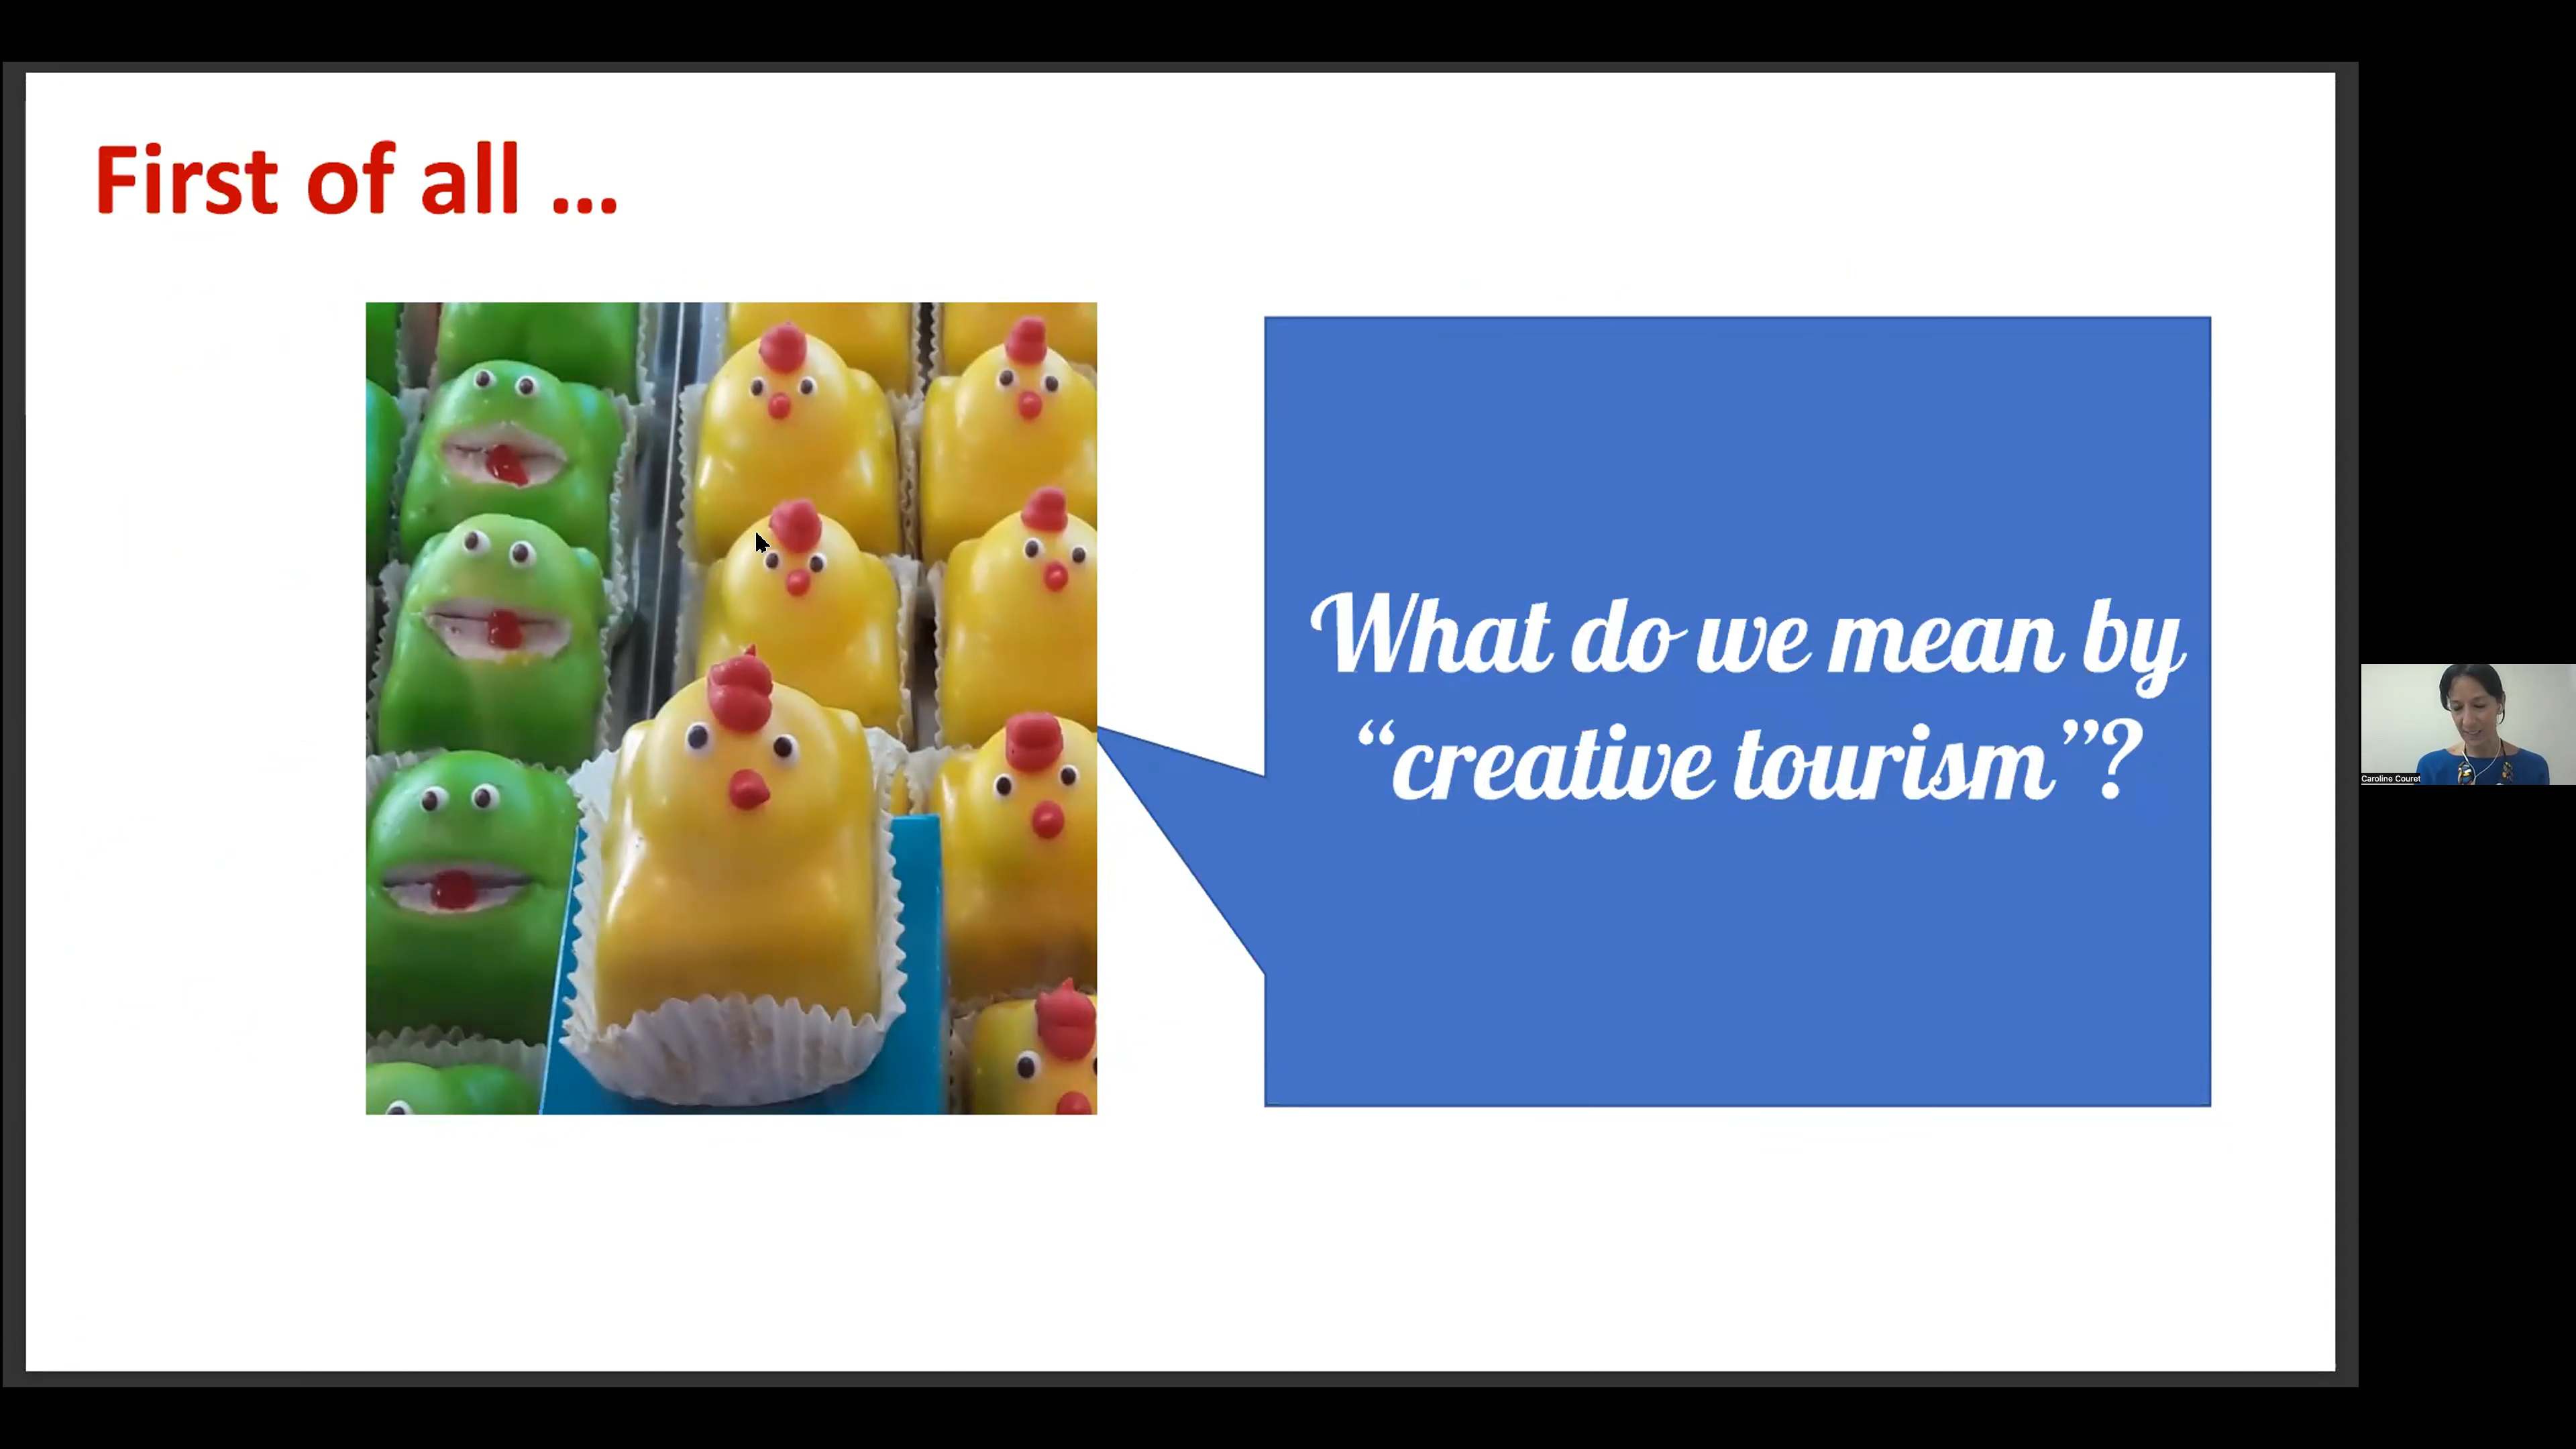 First of all ...
What do we mean by
“creative tourism”?
Caroline Couret